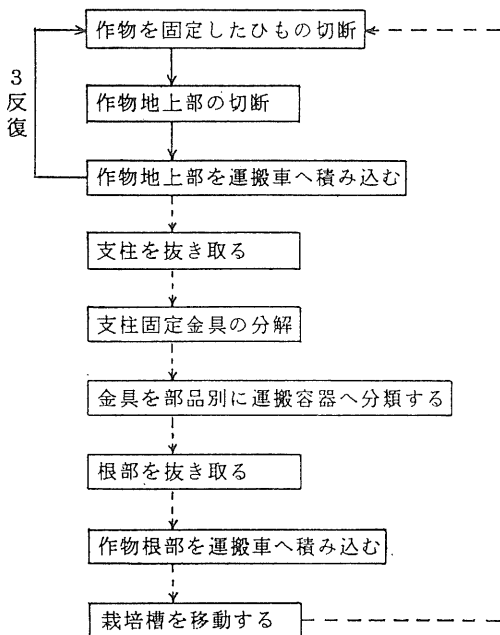 作物を固定したひもの切断
3反復
作物地上部の切断
作物地上部を運搬車へ積み込む
支柱を抜き取る
支柱固定金具の分解
金具を部品別に運搬容器へ分類する
根部を抜き取る
作物根部を運搬車へ積み込む
栽培槽を移動する